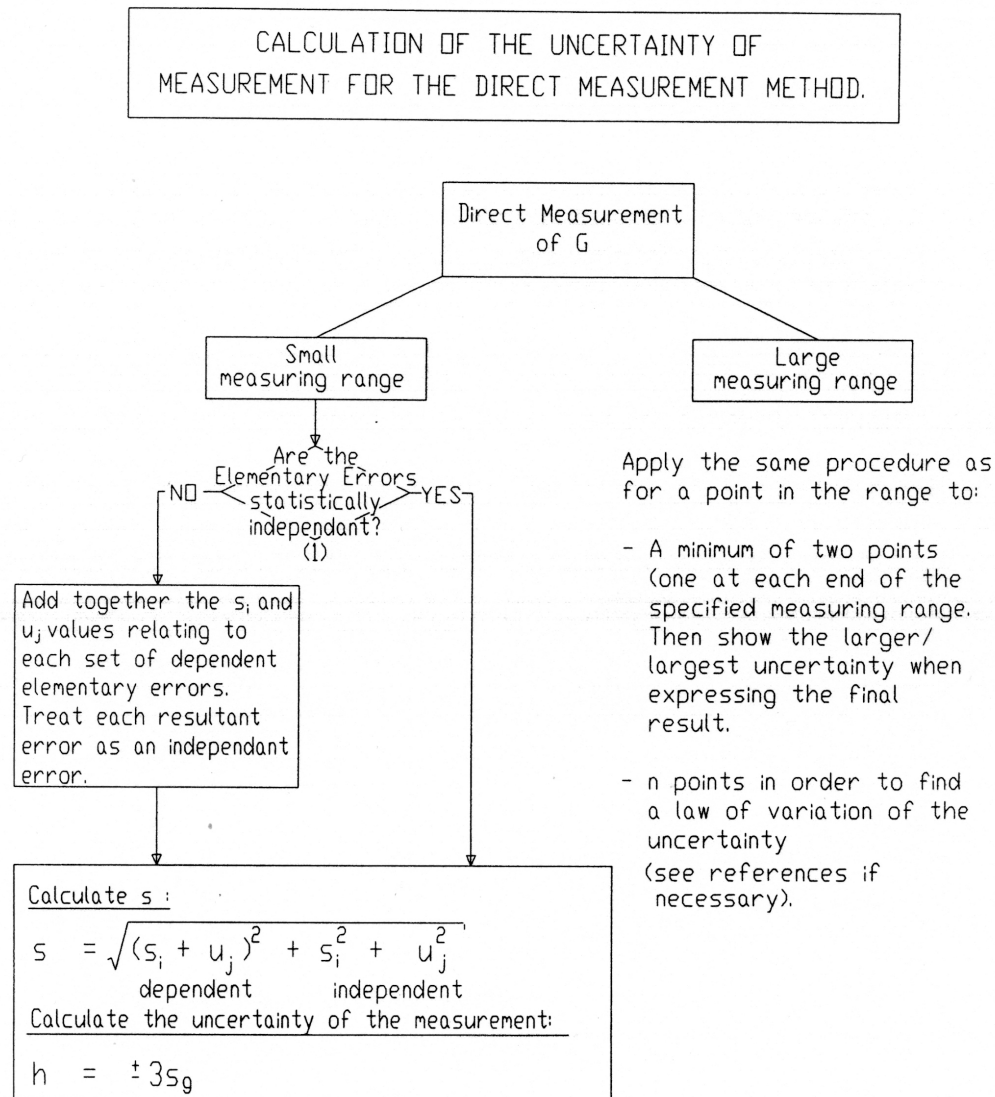 CALCULATION OF THE UNCERTAINTY OF
MEASUREMENT FOR THE DIRECT MEASUREMENT METHOD.
Direct Measurement
of G
Small
measuring range
Large
measuring range
Are the
Elementary Errors
statistically
independant?
(1)
NO
YES
Add together the sᵢ and
uⱼ values relating to
each set of dependent
elementary errors.
Treat each resultant
error as an independant
error.
Apply the same procedure as
for a point in the range to:
- A minimum of two points
(one at each end of the
specified measuring range.
Then show the larger/
largest uncertainty when
expressing the final
result.
- n points in order to find
a law of variation of the
uncertainty
(see references if
necessary).
Calculate s :
s = √(sᵢ + uⱼ)² + sᵢ² + uⱼ²
dependent independent
Calculate the uncertainty of the measurement:
h = ±3sg